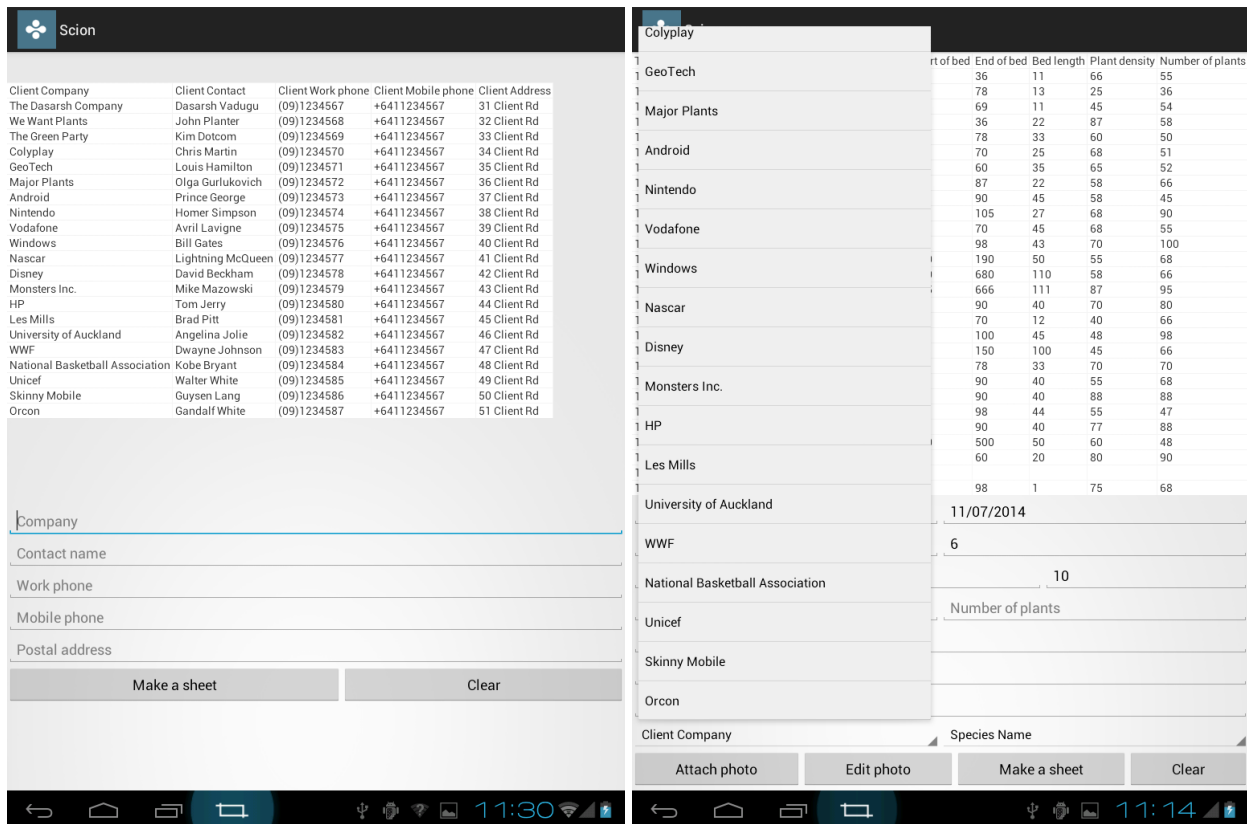 Scion
Client Company Client Contact Client Work phone Client Mobile phone Client Address
The Dasarsh Company Dasarsh Vadugu (09)1234567 +6411234567 31 Client Rd
We Want Plants John Planter (09)1234568 +6411234567 32 Client Rd
The Green Party Kim Dotcom (09)1234569 +6411234567 33 Client Rd
Colyplay Chris Martin (09)1234570 +6411234567 34 Client Rd
GeoTech Louis Hamilton (09)1234571 +6411234567 35 Client Rd
Major Plants Olga Gurlukovich (09)1234572 +6411234567 36 Client Rd
Android Prince George (09)1234573 +6411234567 37 Client Rd
Nintendo Homer Simpson (09)1234574 +6411234567 38 Client Rd
Vodafone Avril Lavigne (09)1234575 +6411234567 39 Client Rd
Windows Bill Gates (09)1234576 +6411234567 40 Client Rd
Nascar Lightning McQueen (09)1234577 +6411234567 41 Client Rd
Disney David Beckham (09)1234578 +6411234567 42 Client Rd
Monsters Inc. Mike Mazowski (09)1234579 +6411234567 43 Client Rd
HP Tom Jerry (09)1234580 +6411234567 44 Client Rd
Les Mills Brad Pitt (09)1234581 +6411234567 45 Client Rd
University of Auckland Angelina Jolie (09)1234582 +6411234567 46 Client Rd
WWF Dwayne Johnson (09)1234583 +6411234567 47 Client Rd
National Basketball Association Kobe Bryant (09)1234584 +6411234567 48 Client Rd
Unicef Walter White (09)1234585 +6411234567 49 Client Rd
Skinny Mobile Guysen Lang (09)1234586 +6411234567 50 Client Rd
Orcon Gandalf White (09)1234587 +6411234567 51 Client Rd
Company
Contact name
Work phone
Mobile phone
Postal address
Make a sheet Clear
11:30
Colyplay
GeoTech
Major Plants
Android
Nintendo
Vodafone
Windows
Nascar
Disney
Monsters Inc.
HP
Les Mills
University of Auckland
WWF
National Basketball Association
Unicef
Skinny Mobile
Orcon
rt of bed End of bed Bed length Plant density Number of plants
36 11 66 55
78 13 25 36
69 11 45 54
36 22 87 58
78 33 60 50
70 25 68 51
60 35 65 52
87 22 58 66
90 45 58 45
105 27 68 90
70 45 68 55
98 43 70 100
190 50 55 68
680 110 58 66
666 111 87 95
90 40 70 80
70 12 40 66
100 45 48 98
150 100 45 66
78 33 70 70
90 40 55 68
90 40 88 88
98 44 55 47
90 40 77 88
500 50 60 48
60 20 80 90
98 1 75 68
11/07/2014
6
10
Number of plants
Client Company Species Name
Attach photo Edit photo Make a sheet Clear
11:14